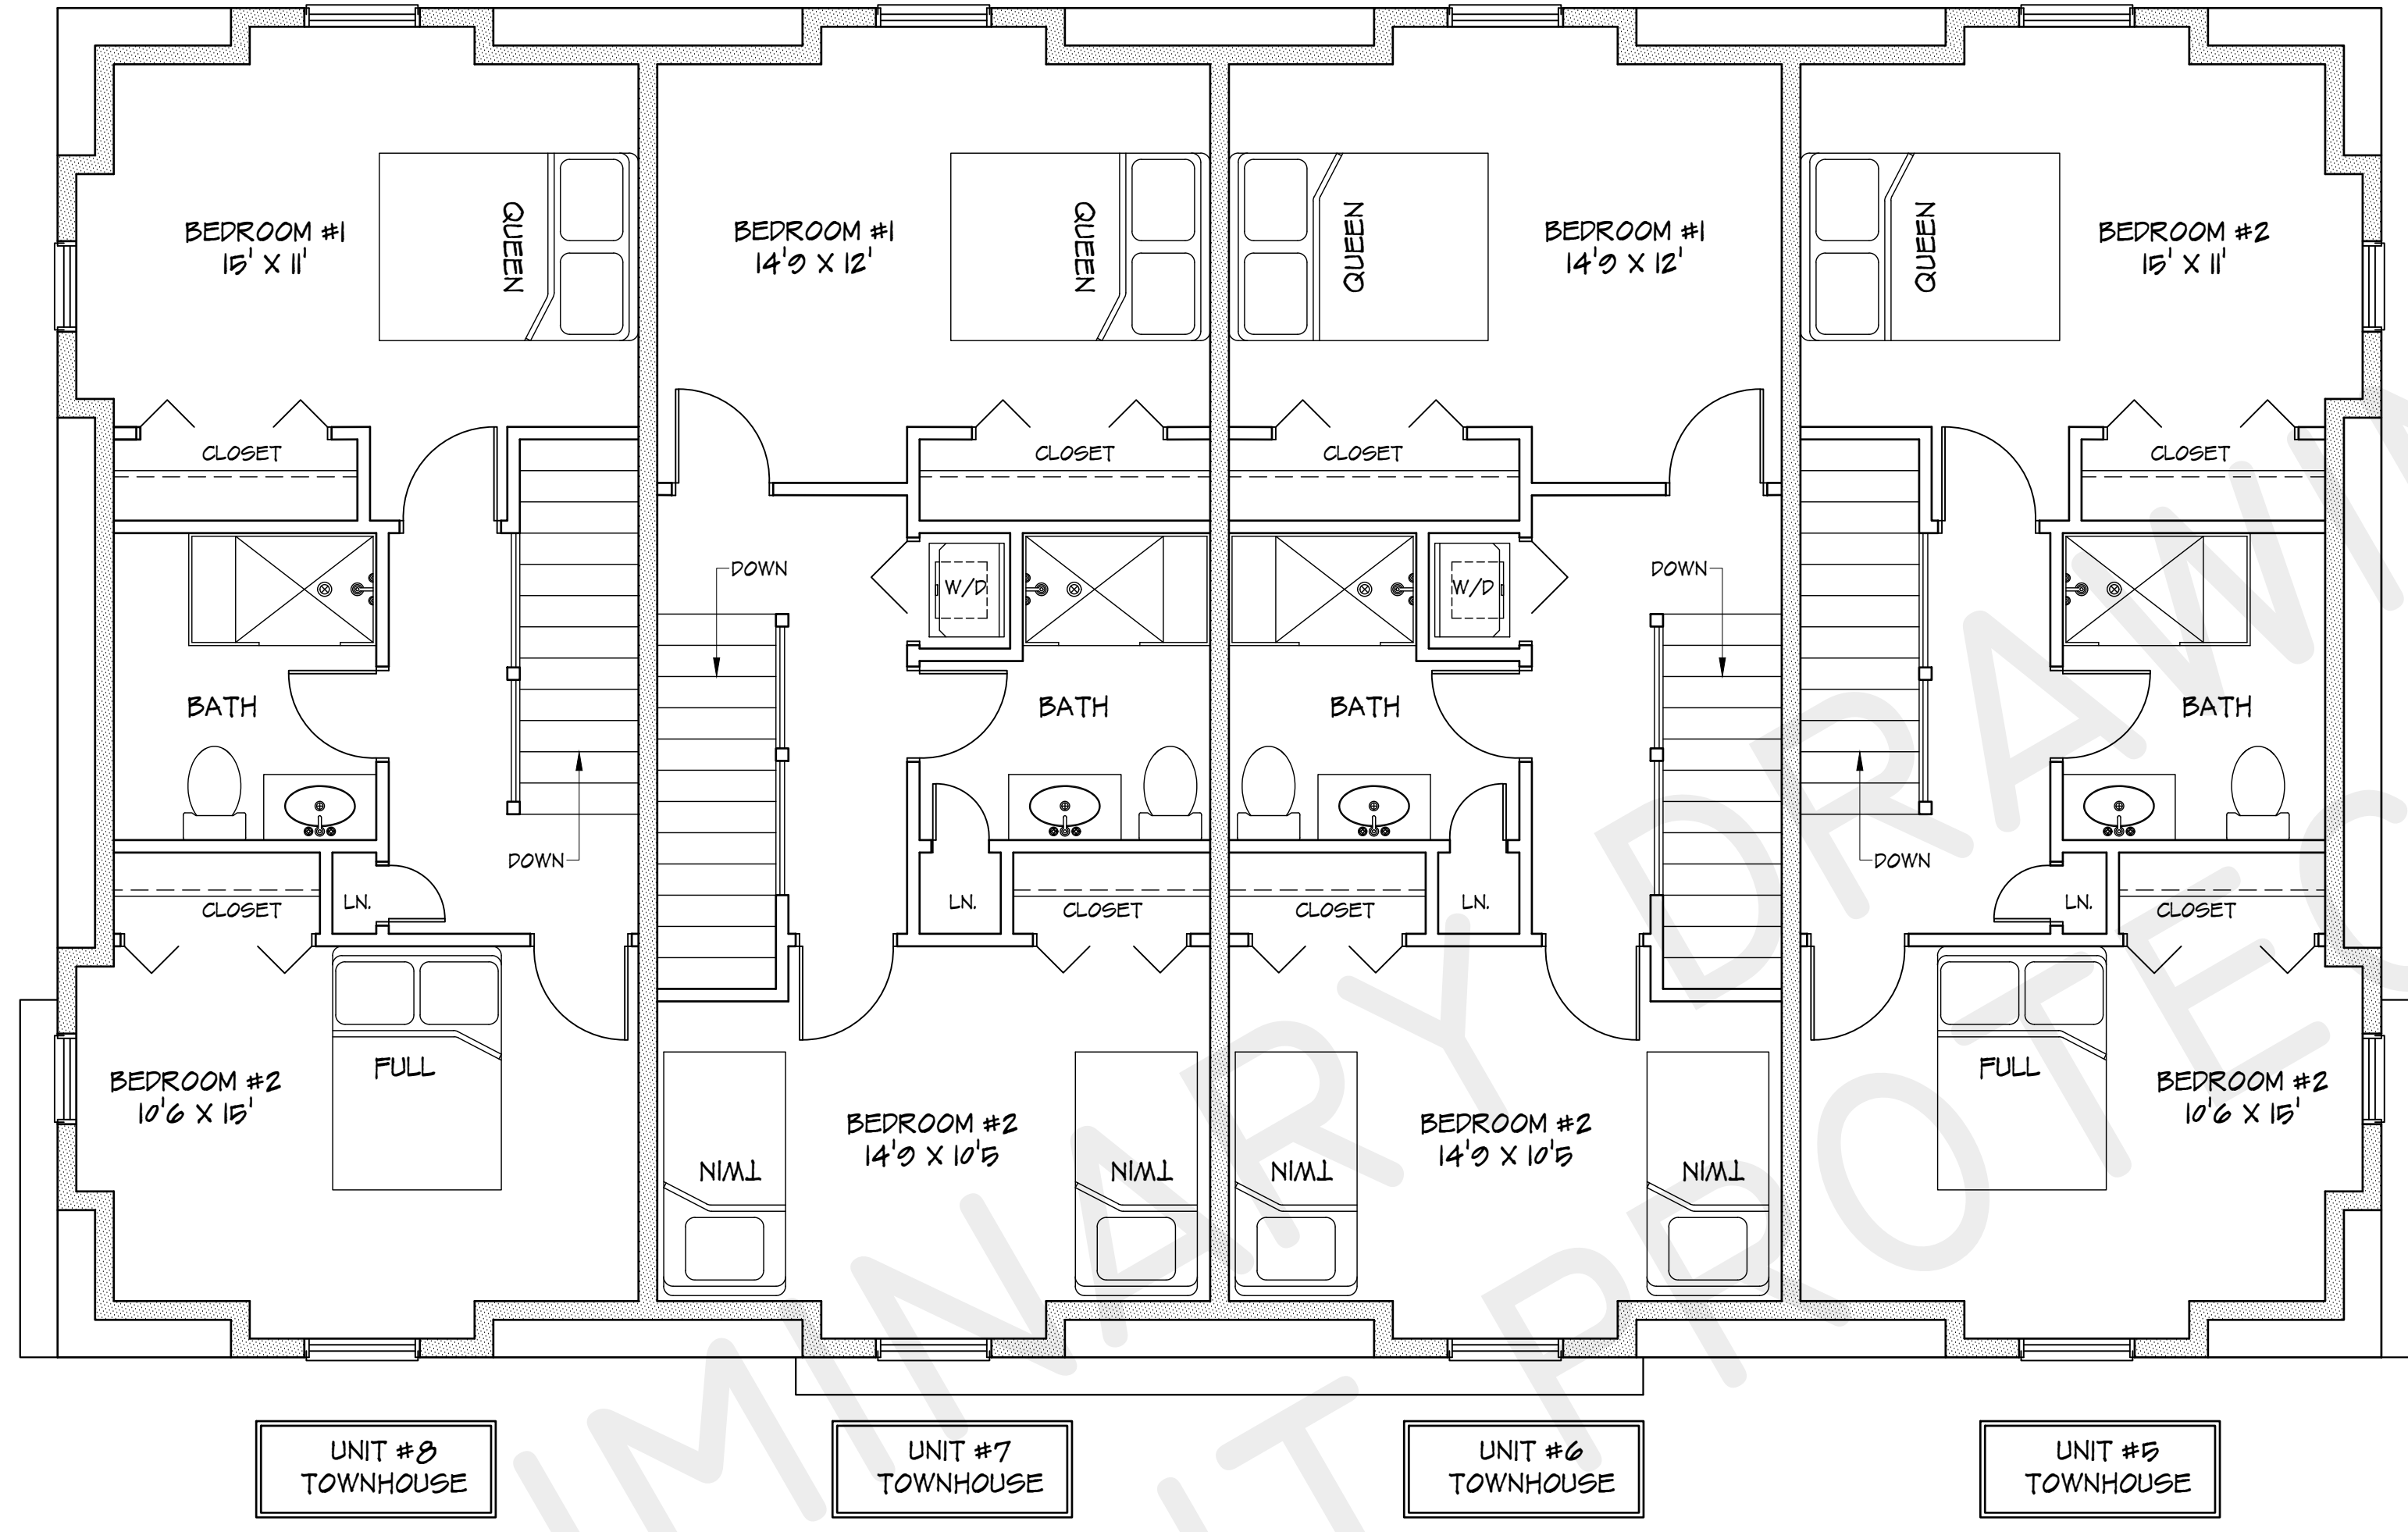 BEDROOM #1
15' X 11'
QUEEN
BEDROOM #1
14'9 X 12'
QUEEN
QUEEN
BEDROOM #1
14'9 X 12'
QUEEN
BEDROOM #2
15' X 11'
CLOSET
CLOSET
CLOSET
CLOSET
DOWN
W/D
W/D
DOWN
BATH
BATH
BATH
BATH
DOWN
DOWN
CLOSET
LN.
LN.
CLOSET
CLOSET
LN.
LN.
CLOSET
BEDROOM #2
10'6 X 15'
FULL
TWIN
BEDROOM #2
14'9 X 10'5
TWIN
TWIN
BEDROOM #2
14'9 X 10'5
TWIN
FULL
BEDROOM #2
10'6 X 15'
UNIT #8
TOWNHOUSE
UNIT #7
TOWNHOUSE
UNIT #6
TOWNHOUSE
UNIT #5
TOWNHOUSE